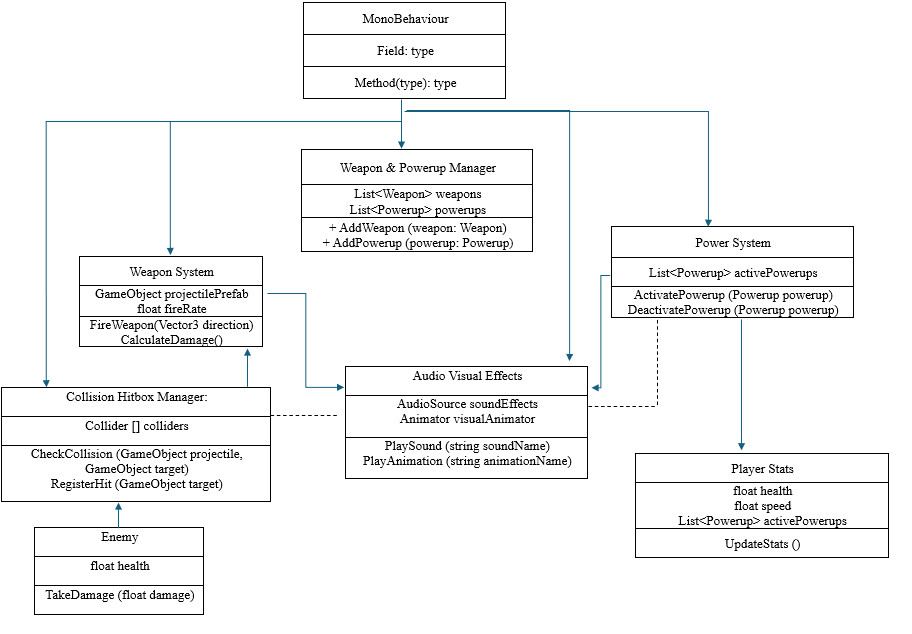 MonoBehaviour
Field: type
Method(type): type
Weapon & Powerup Manager
List<Weapon> weapons
List<Powerup> powerups
+ AddWeapon (weapon: Weapon)
+ AddPowerup (powerup: Powerup)
Power System
List<Powerup> activePowerups
ActivatePowerup (Powerup powerup)
DeactivatePowerup (Powerup powerup)
Weapon System
GameObject projectilePrefab
float fireRate
FireWeapon(Vector3 direction)
CalculateDamage()
Audio Visual Effects
AudioSource soundEffects
Animator visualAnimator
PlaySound (string soundName)
PlayAnimation (string animationName)
Collision Hitbox Manager:
Collider [] colliders
CheckCollision (GameObject projectile,
GameObject target)
RegisterHit (GameObject target)
Player Stats
float health
float speed
List<Powerup> activePowerups
UpdateStats ()
Enemy
float health
TakeDamage (float damage)